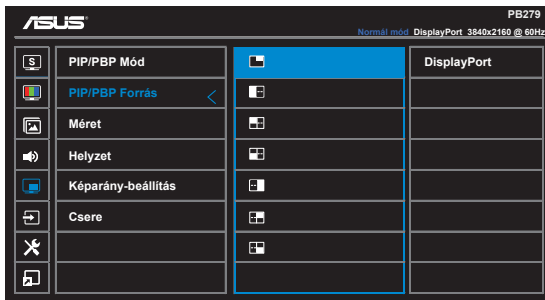 ASUS
PB279
Normál mód DisplayPort 3840x2160 @ 60Hz
S
PIP/PBP Mód
DisplayPort
PIP/PBP Forrás
Méret
Helyzet
Képarány-beállítás
Csere